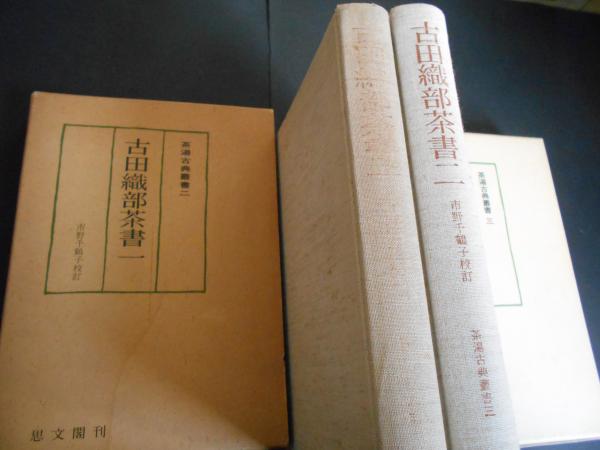 茶湯古典叢書二
古田織部茶書一
市野千鶴子校訂
思文閣刊
古田織部茶書二
市野千鶴子校訂
茶湯古典叢書三
茶湯古典叢書三